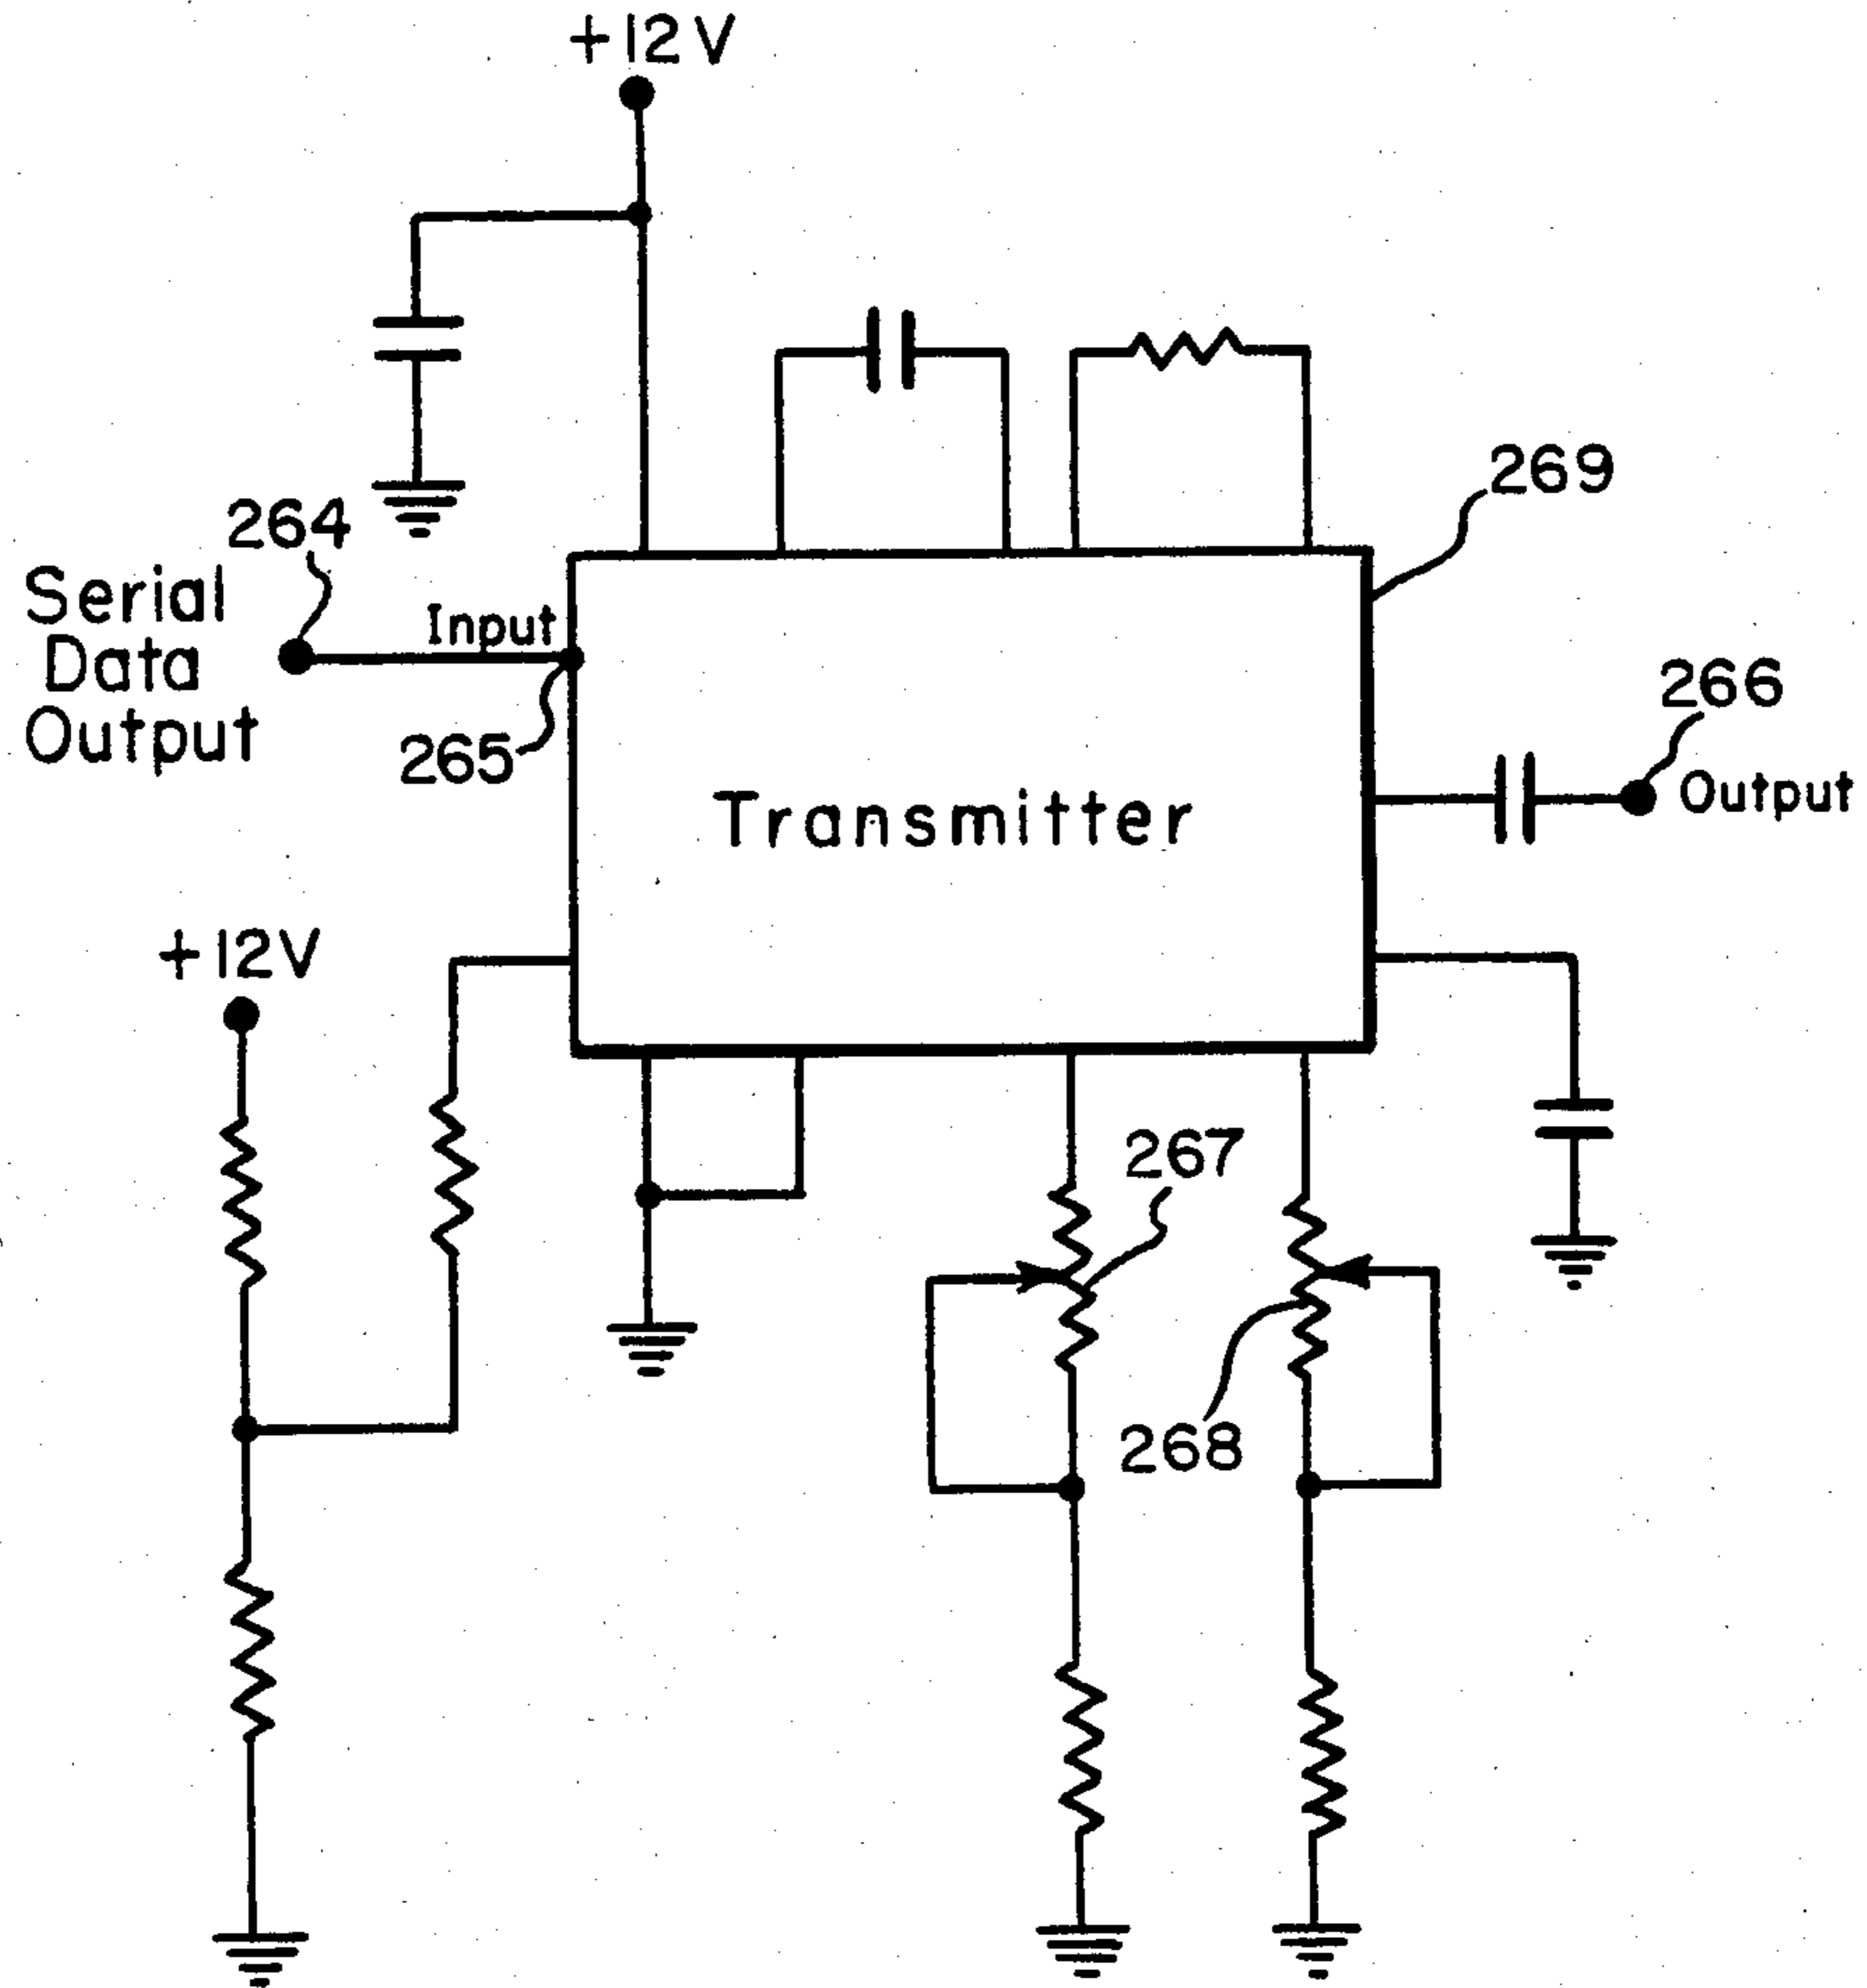 +12V
269
264
Serial
Data
Output
Input
265
266
Output
Transmitter
+12V
267
268